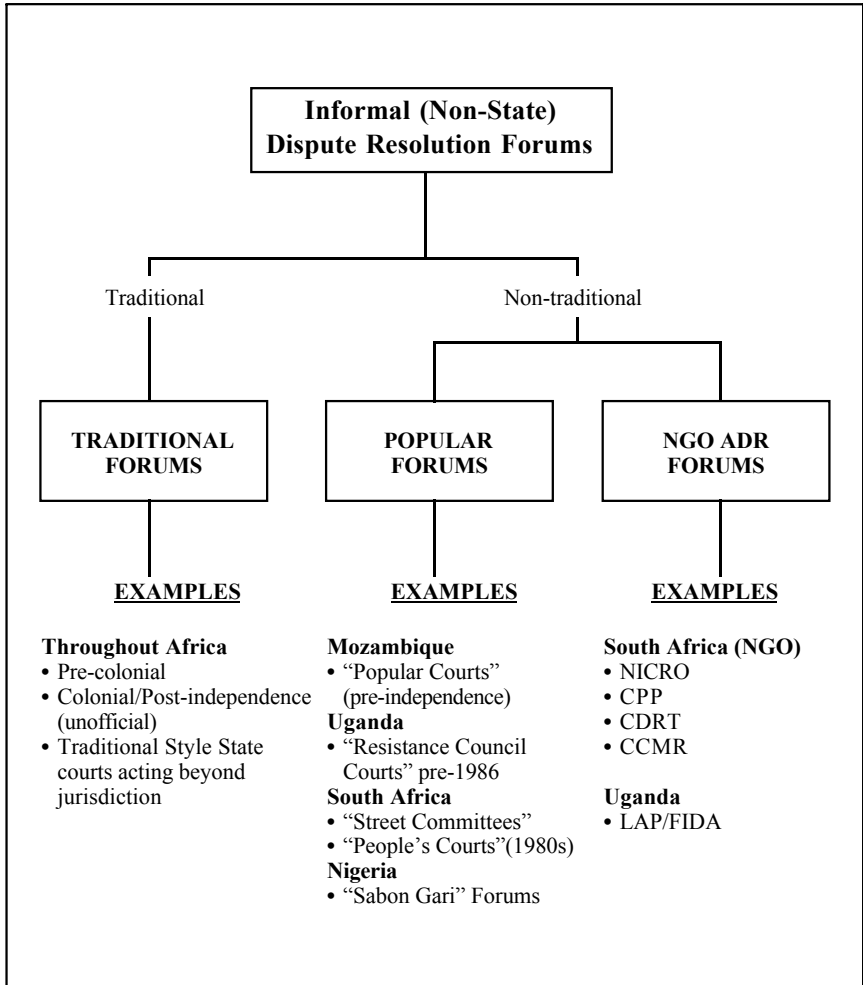 Informal (Non-State)
Dispute Resolution Forums
Traditional
Non-traditional
TRADITIONAL
FORUMS
POPULAR
FORUMS
NGO ADR
FORUMS
EXAMPLES
Throughout Africa
• Pre-colonial
• Colonial/Post-independence
(unofficial)
• Traditional Style State
courts acting beyond
jurisdiction
EXAMPLES
Mozambique
• “Popular Courts”
(pre-independence)
Uganda
• “Resistance Council
Courts” pre-1986
South Africa
• “Street Committees”
• “People’s Courts”(1980s)
Nigeria
• “Sabon Gari” Forums
EXAMPLES
South Africa (NGO)
• NICRO
• CPP
• CDRT
• CCMR
Uganda
• LAP/FIDA